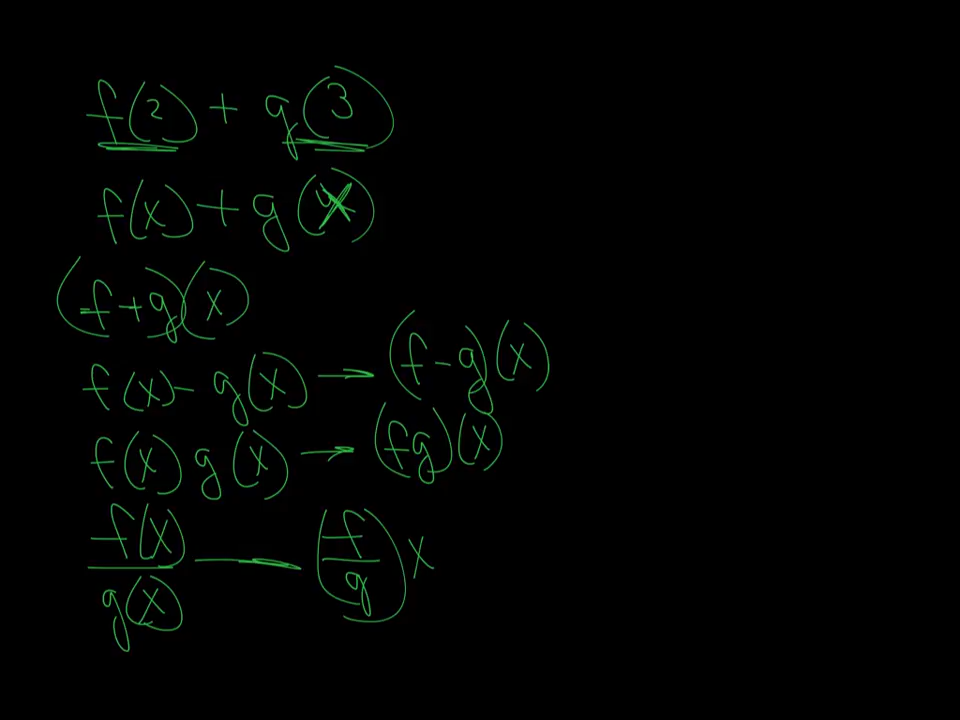 f(2) + g(3)
f(x) + g(x)
(f+g)(x)
f(x) - g(x) → (f-g)(x)
f(x) g(x) → (fg)(x)
f(x)/g(x) — (f/g) x